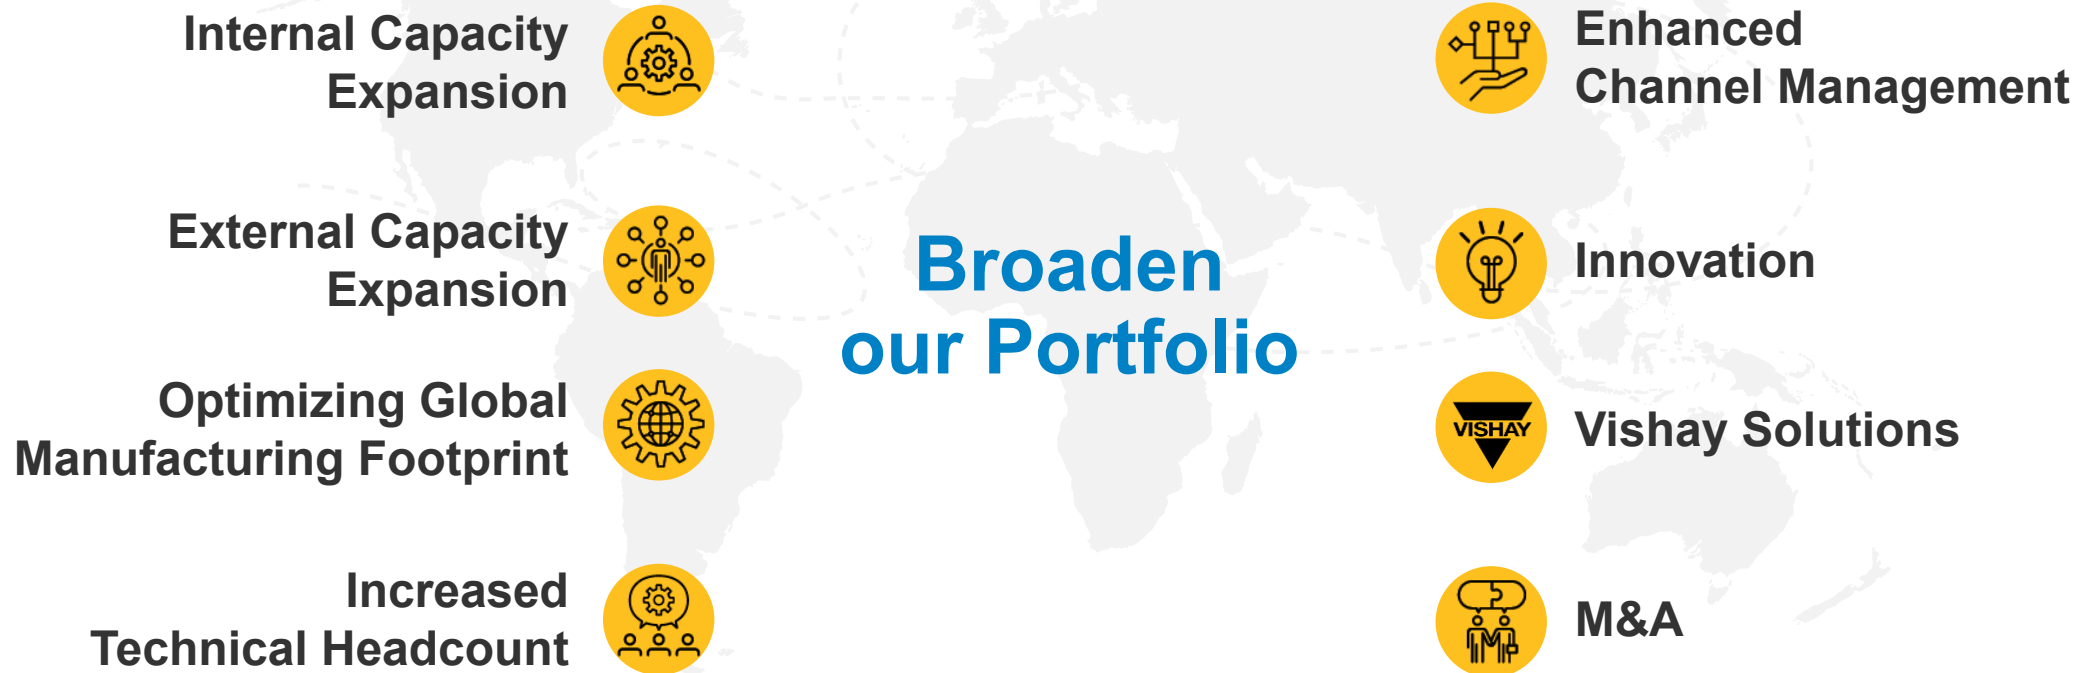 Internal Capacity
Expansion
External Capacity
Expansion
Optimizing Global
Manufacturing Footprint
Increased
Technical Headcount
Broaden
our Portfolio
Enhanced
Channel Management
Innovation
VISHAY
Vishay Solutions
M&A